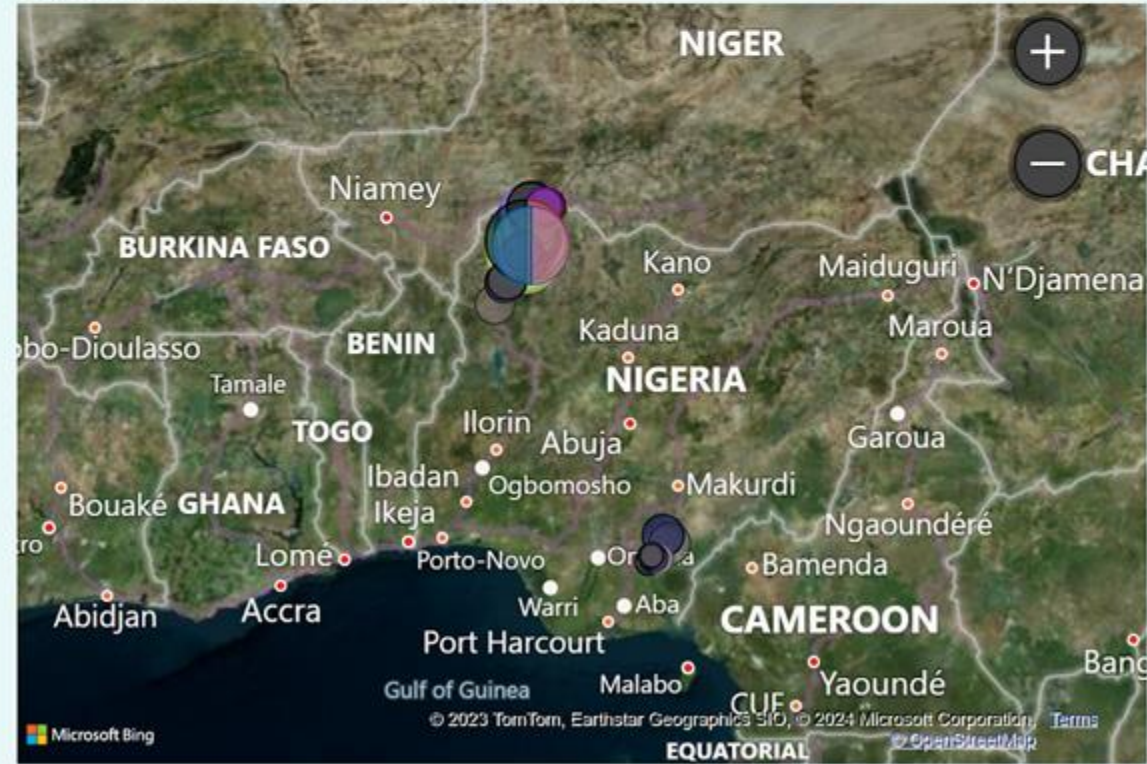 NIGER
+
−
CHA
Niamey
BURKINA FASO
Kano
Maiduguri
N'Djamena
Kaduna
Maroua
bo-Dioulasso
BENIN
NIGERIA
Tamale
Ilorin
Abuja
Garoua
TOGO
Ibadan
Ogbomosho
Makurdi
Bouaké
GHANA
Ikeja
Ngaoundéré
Lomé
Porto-Novo
Bamenda
Abidjan
Accra
Warri
Aba
CAMEROON
Port Harcourt
Malabo
Yaoundé
Bang
Gulf of Guinea
CUF
© 2023 TomTom, Earthstar Geographics SIO, © 2024 Microsoft Corporation, Terms
© OpenStreetMap
Microsoft Bing
EQUATORIAL